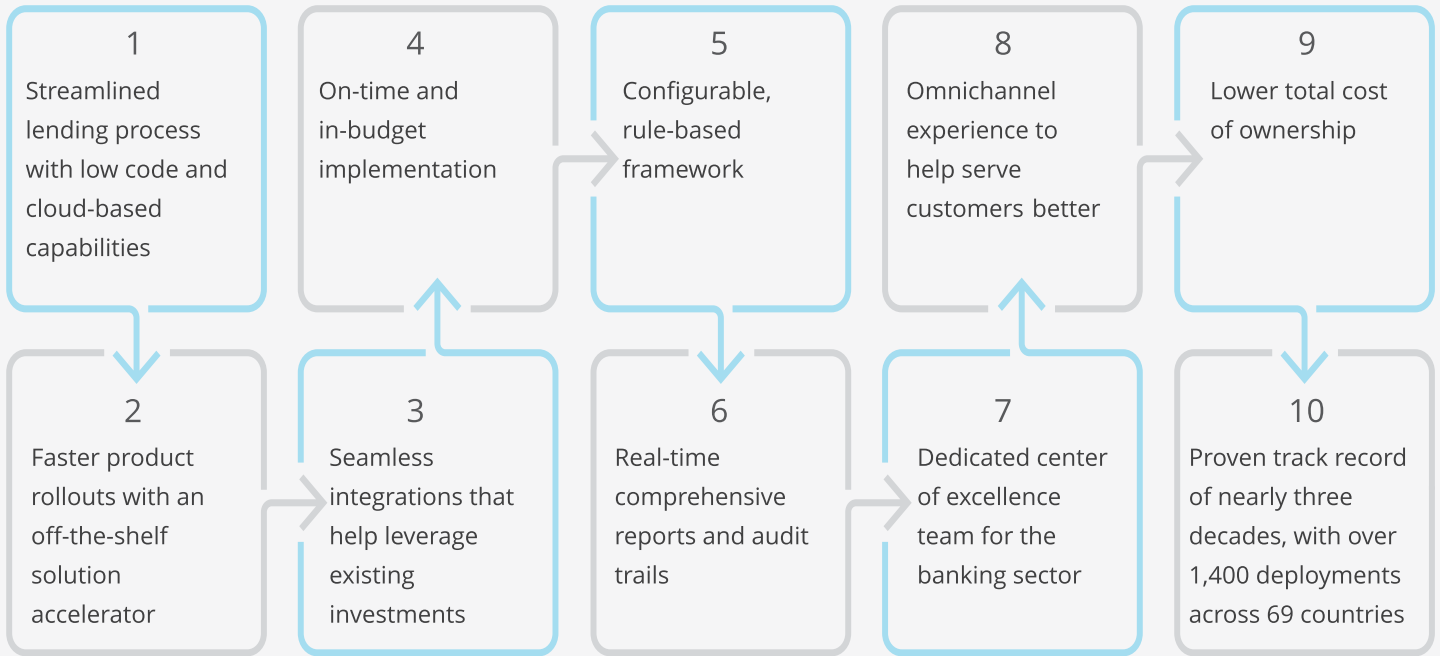 1
Streamlined
lending process
with low code and
cloud-based
capabilities
2
Faster product
rollouts with an
off-the-shelf
solution
accelerator
3
Seamless
integrations that
help leverage
existing
investments
4
On-time and
in-budget
implementation
5
Configurable,
rule-based
framework
6
Real-time
comprehensive
reports and audit
trails
7
Dedicated center
of excellence
team for the
banking sector
8
Omnichannel
experience to
help serve
customers better
9
Lower total cost
of ownership
10
Proven track record
of nearly three
decades, with over
1,400 deployments
across 69 countries